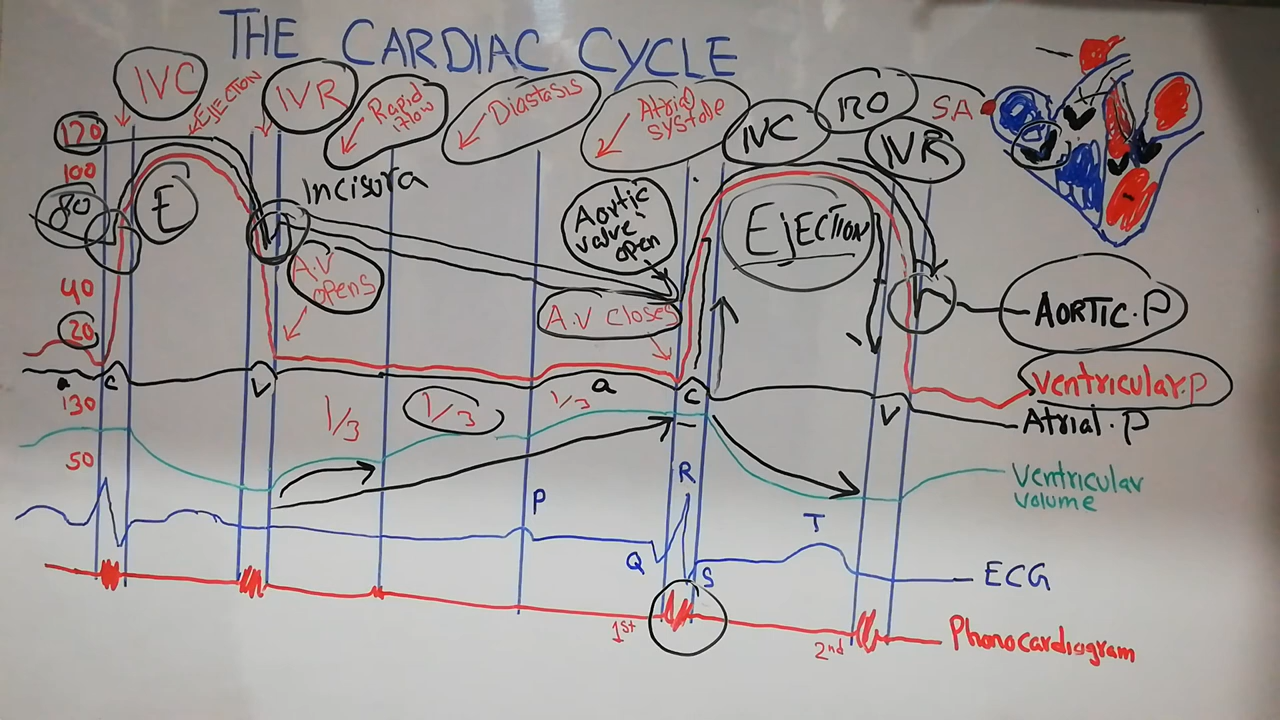 THE CARDIAC CYCLE
IVC
EJECTION
IVR
Rapid
iflow
Diastasis
Atrial
systole
IVC
120
IVR
SA
120
100
80
40
20
E
Incisura
Aortic
valve
open
EjECTION
A.V
opens
A.V CLOSES
AORTIC.P
Ventricular.P
Atrial.P
a
C
V
a
C
V
130
50
1/3
1/3
1/3
Ventricular
volume
P
Q
R
S
T
ECG
1st
2nd
Phonocardiogram